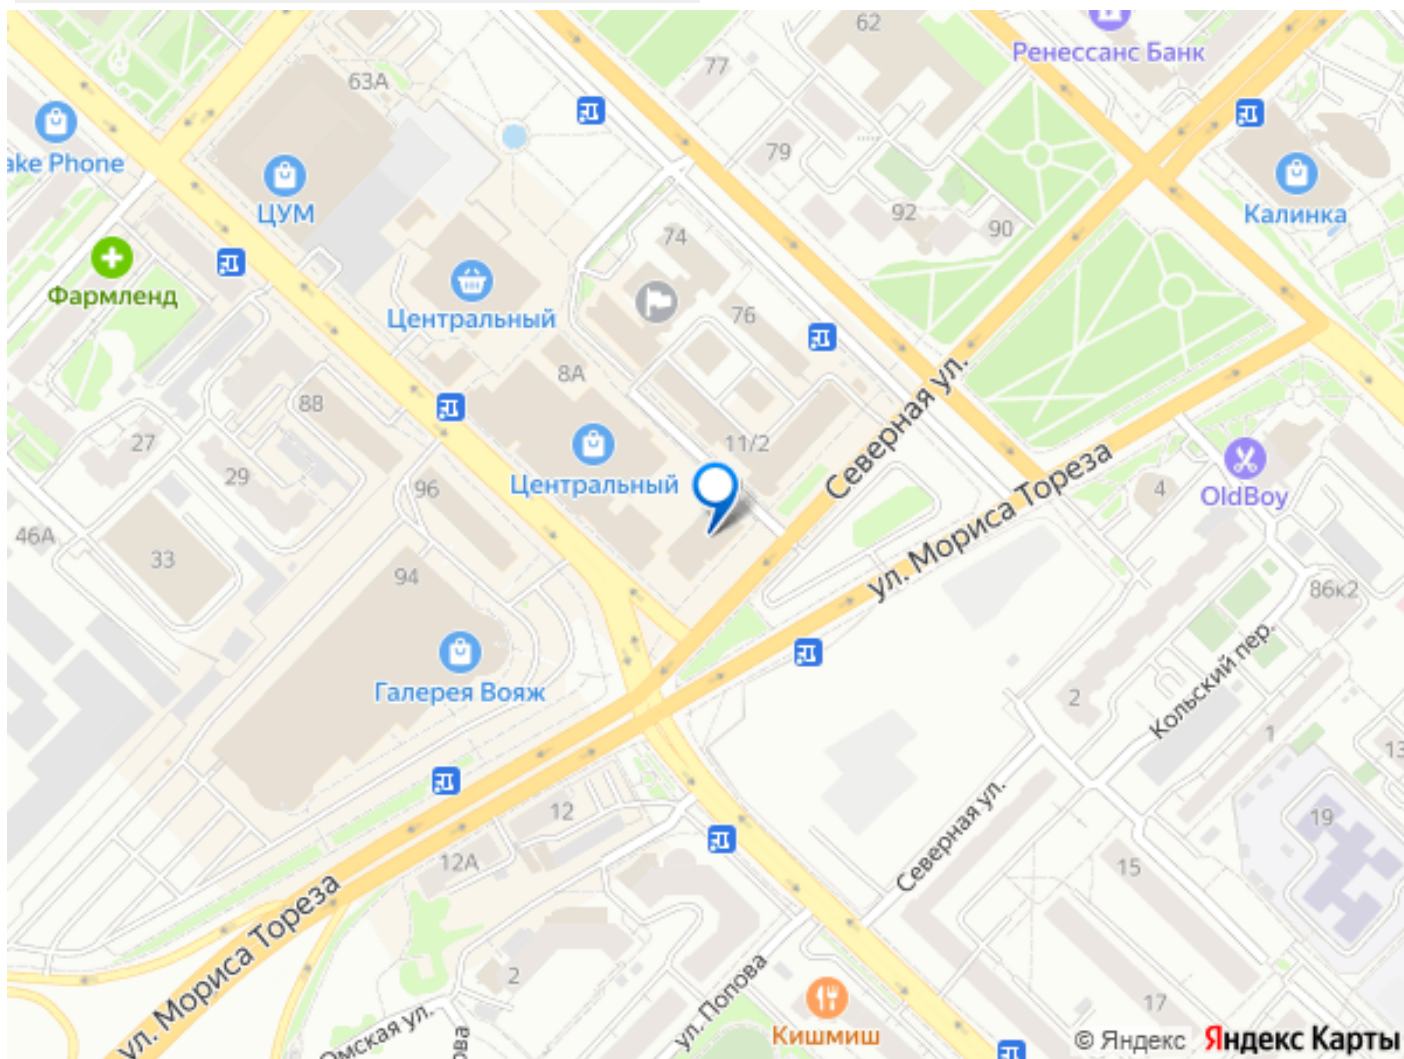 62
Ренессанс Банк
77
63А
ake Phone
79
ЦУМ
Калинка
92
90
74
Фармленд
Центральный
76
8А
88
Северная ул.
27
11/2
29
Центральный
96
ул. Мориса Тореза
4
OldBoy
46А
33
94
86к2
Кольский пер.
Галерея Вояж
2
1
13
12
Северная ул.
19
12А
15
ул. Мориса Тореза
2
ул. Попова
17
Омская ул.
ова
Кишмиш
© Яндекс Яндекс Карты